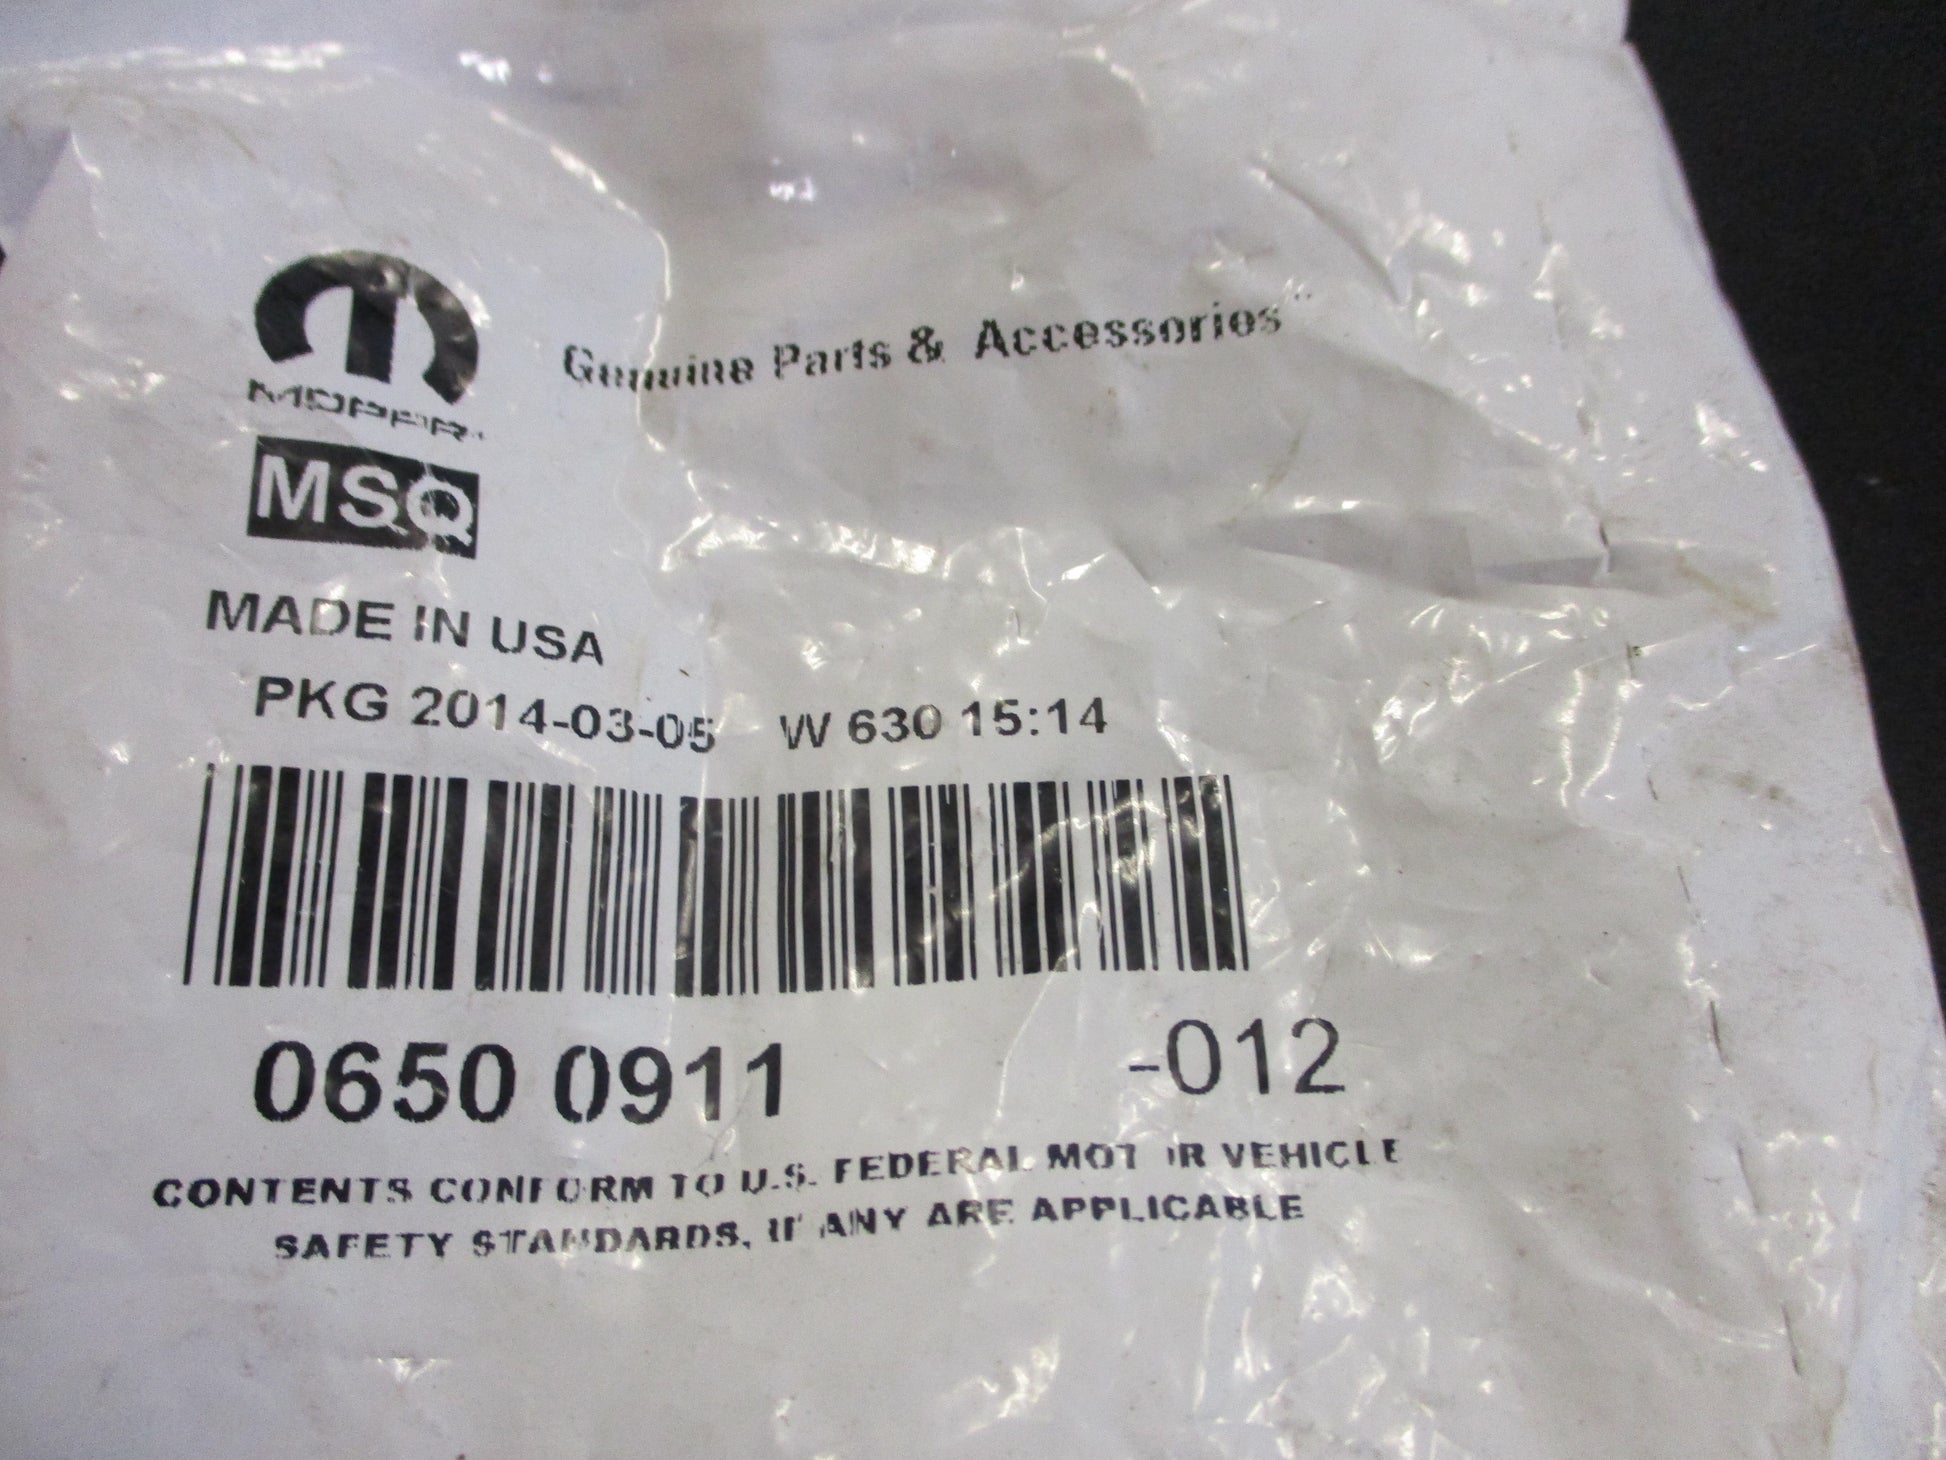 MOPAR
Genuine Parts & Accessories
MSQ
MADE IN USA
PKG 2014-03-05 W 630 15:14
0650 0911 -012
CONTENTS CONFORM TO U.S. FEDERAL MOTOR VEHICLE
SAFETY STANDARDS, IF ANY ARE APPLICABLE